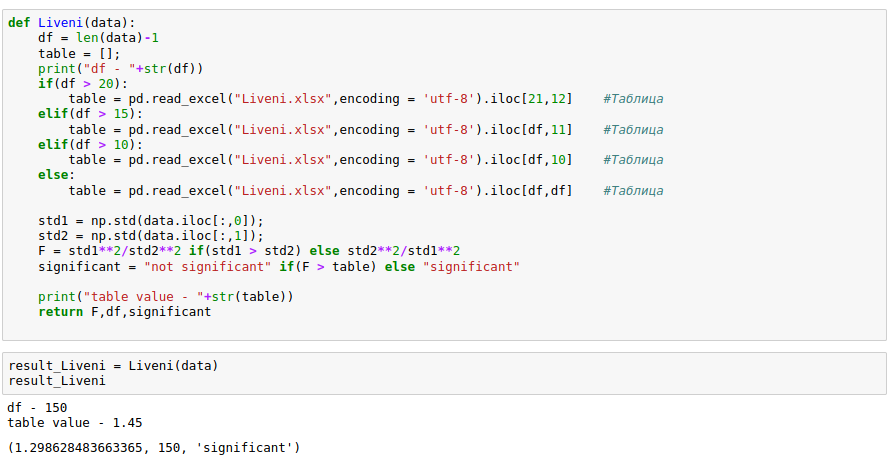 def Liveni(data):
    df = len(data)-1
    table = [];
    print("df - "+str(df))
    if(df > 20):
        table = pd.read_excel("Liveni.xlsx",encoding = 'utf-8').iloc[21,12]    #Таблица
    elif(df > 15):
        table = pd.read_excel("Liveni.xlsx",encoding = 'utf-8').iloc[df,11]    #Таблица
    elif(df > 10):
        table = pd.read_excel("Liveni.xlsx",encoding = 'utf-8').iloc[df,10]    #Таблица
    else:
        table = pd.read_excel("Liveni.xlsx",encoding = 'utf-8').iloc[df,df]    #Таблица
    std1 = np.std(data.iloc[:,0]);
    std2 = np.std(data.iloc[:,1]);
    F = std1**2/std2**2 if(std1 > std2) else std2**2/std1**2
    significant = "not significant" if(F > table) else "significant"
    print("table value - "+str(table))
    return F,df,significant
result_Liveni = Liveni(data)
result_Liveni
df - 150
table value - 1.45
(1.298628483663365, 150, 'significant')